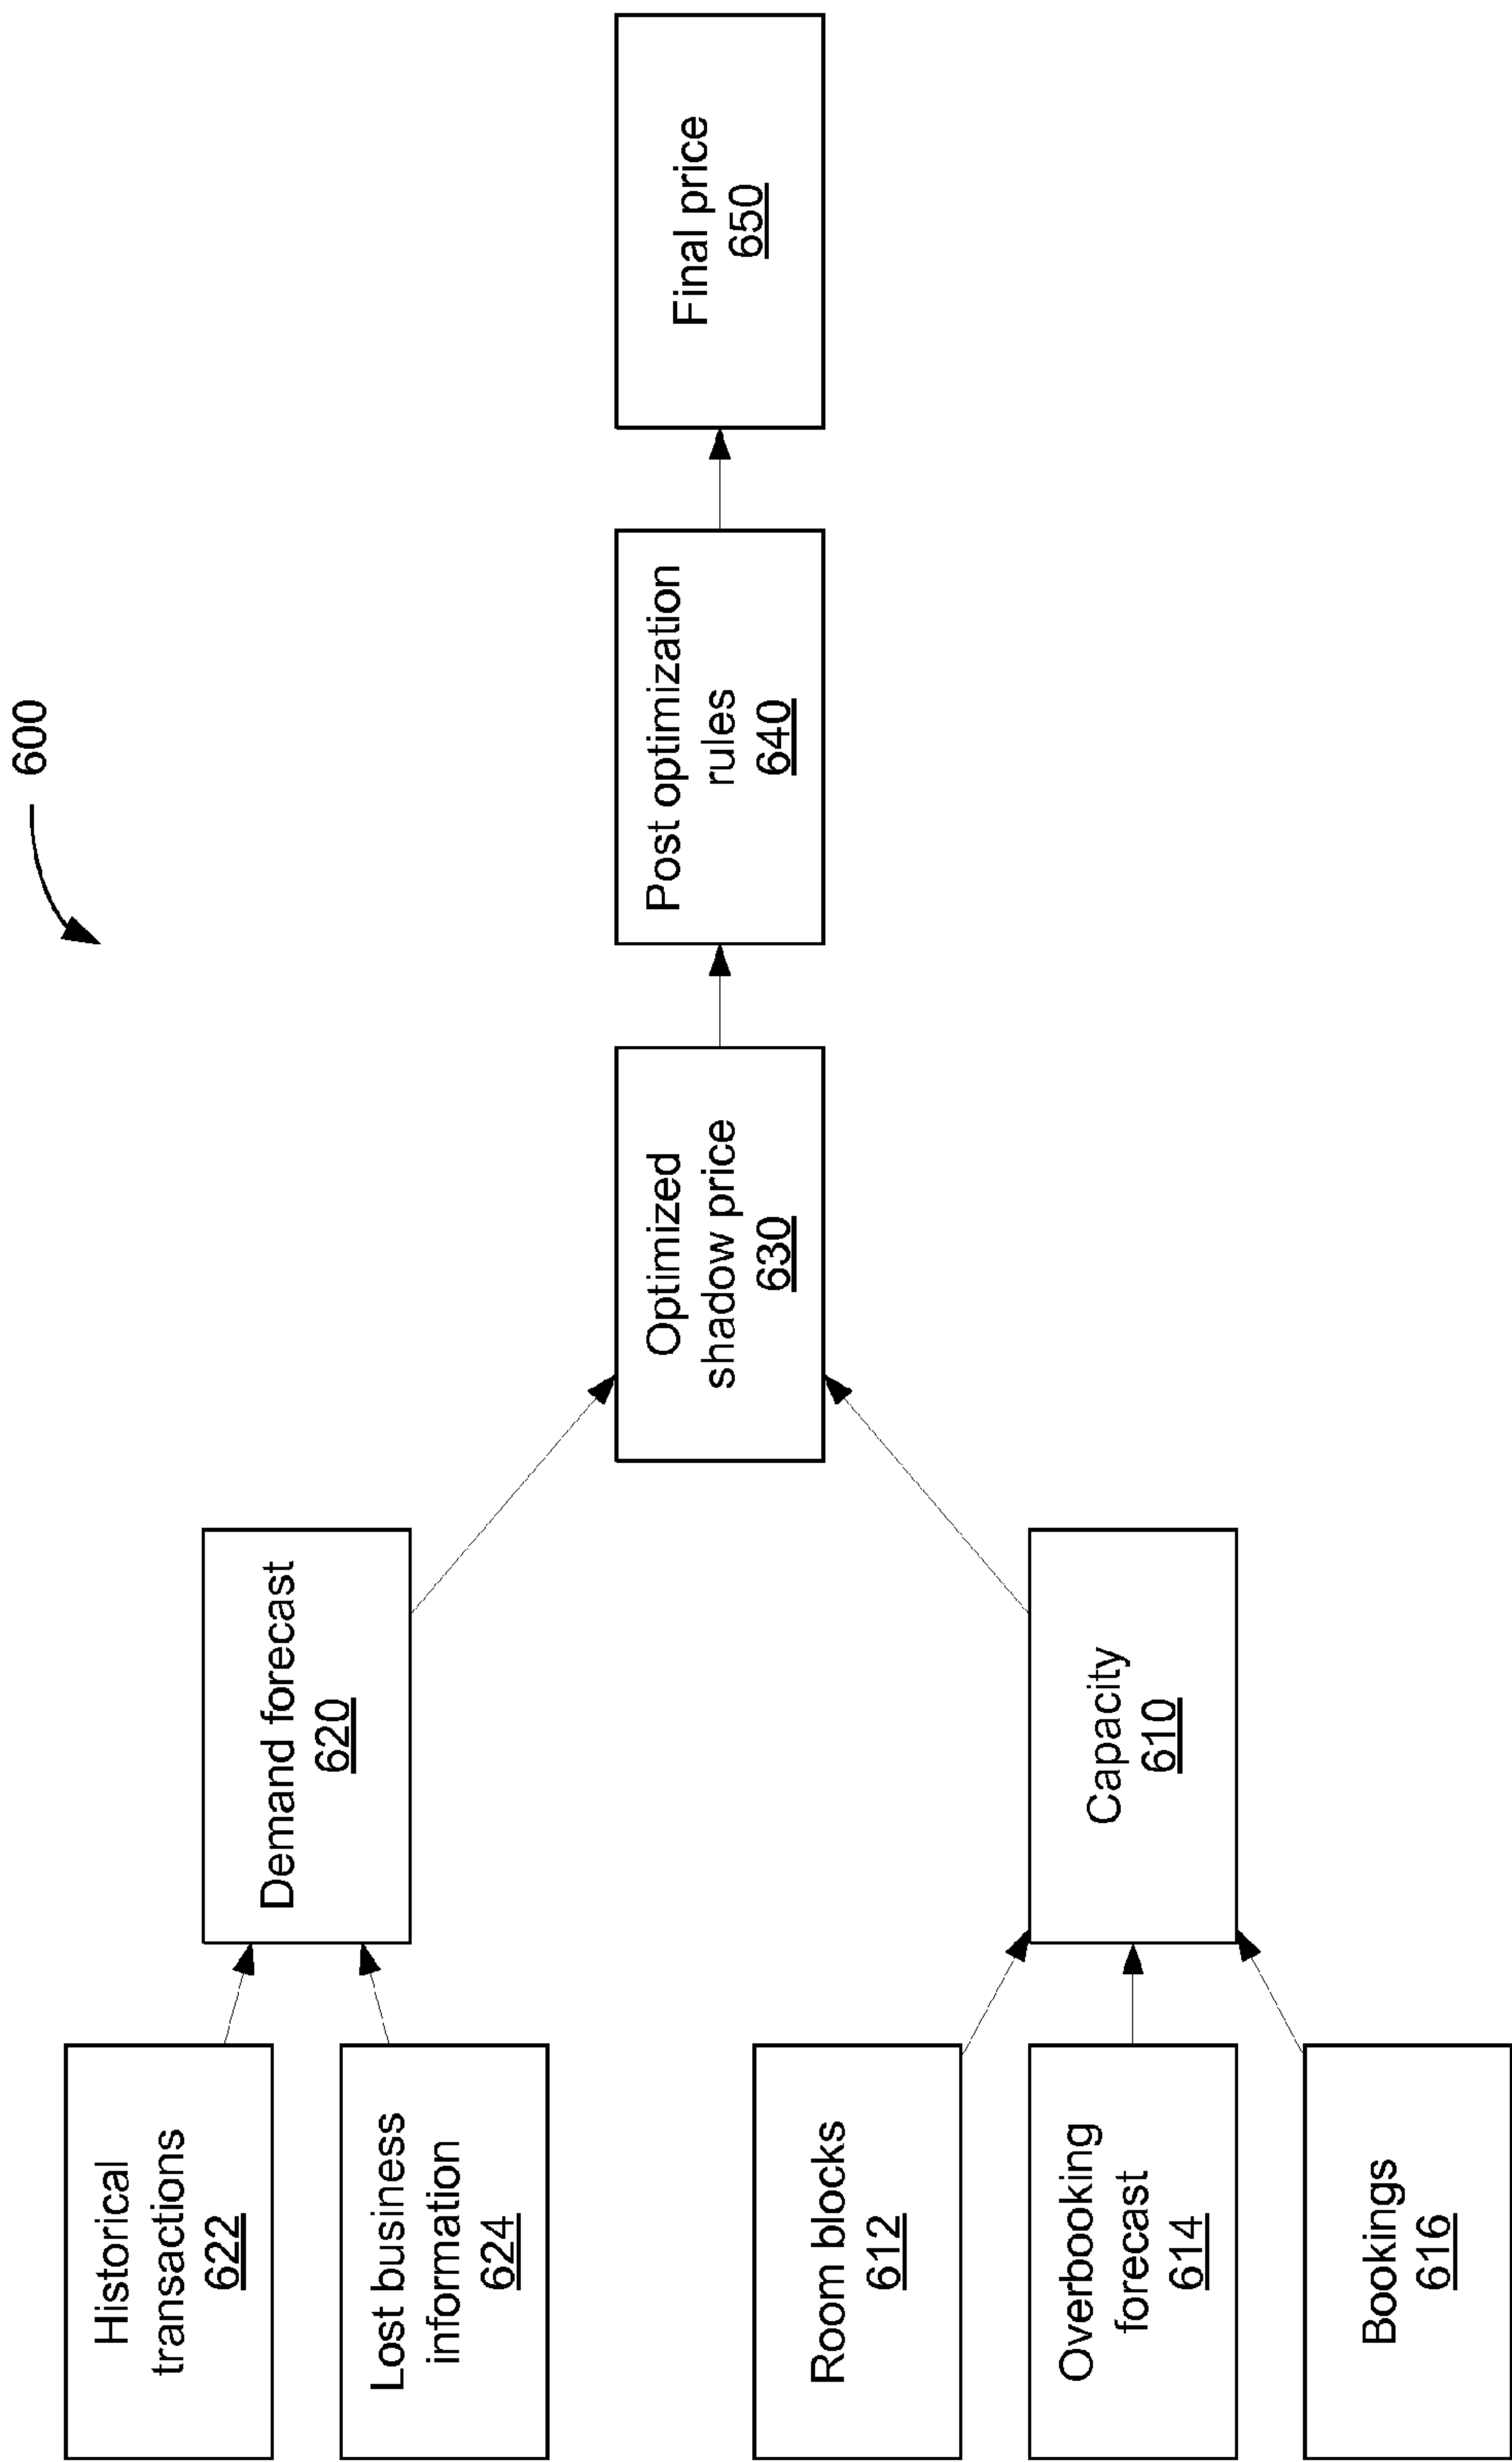 600
Historical
transactions
622
Lost business
information
624
Demand forecast
620
Room blocks
612
Overbooking
forecast
614
Bookings
616
Capacity
610
Optimized
shadow price
630
Post optimization
rules
640
Final price
650